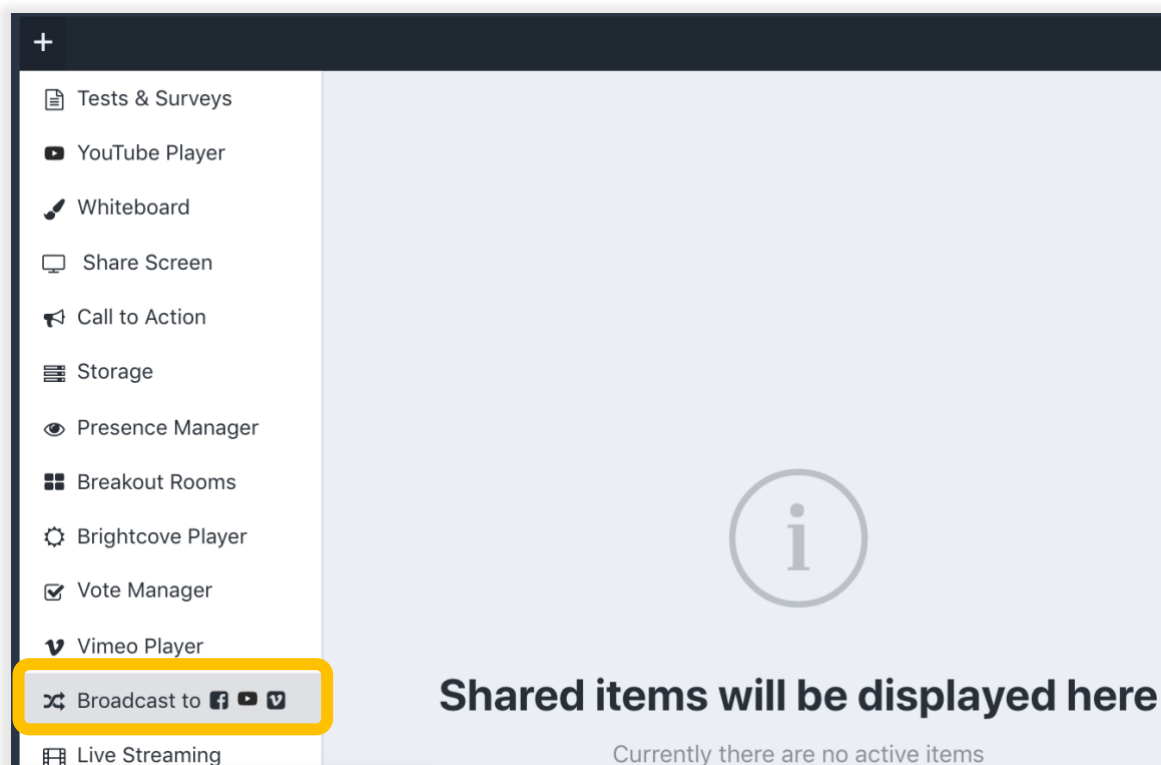 +
Tests & Surveys
YouTube Player
Whiteboard
Share Screen
Call to Action
Storage
Presence Manager
Breakout Rooms
Brightcove Player
Vote Manager
Vimeo Player
Broadcast to
Live Streaming
Shared items will be displayed here
Currently there are no active items